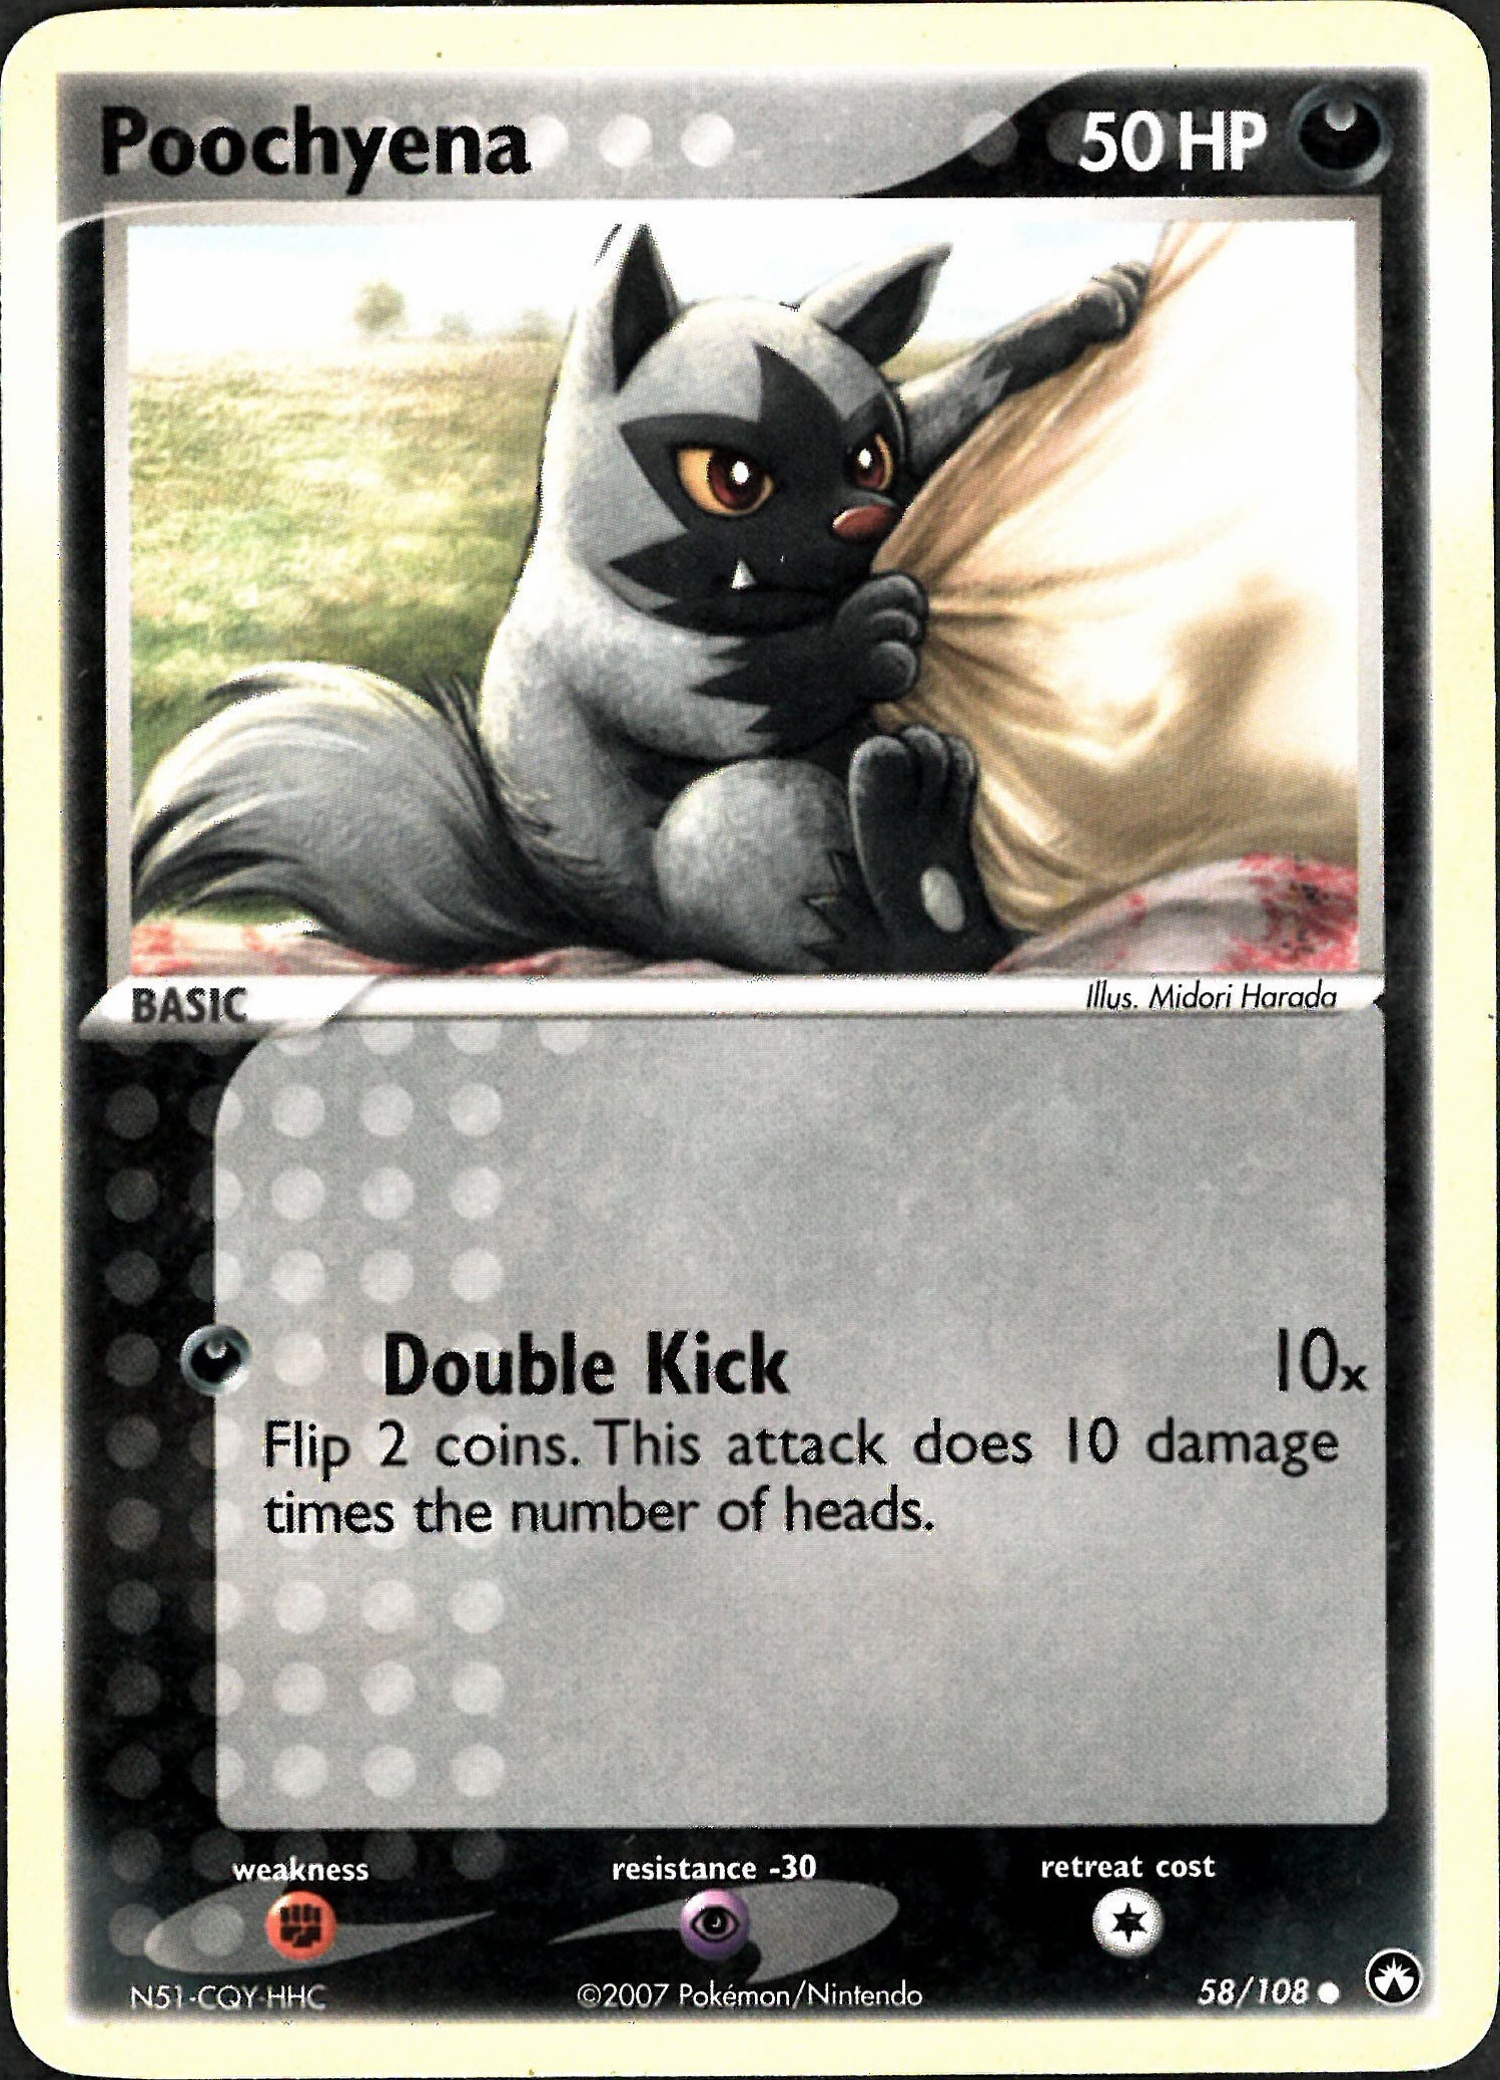 Poochyena 50 HP
BASIC Illus. Midori Harada
Double Kick 10x
Flip 2 coins. This attack does 10 damage
times the number of heads.
weakness resistance -30 retreat cost
N51-CQY-HHC ©2007 Pokémon/Nintendo 58/108